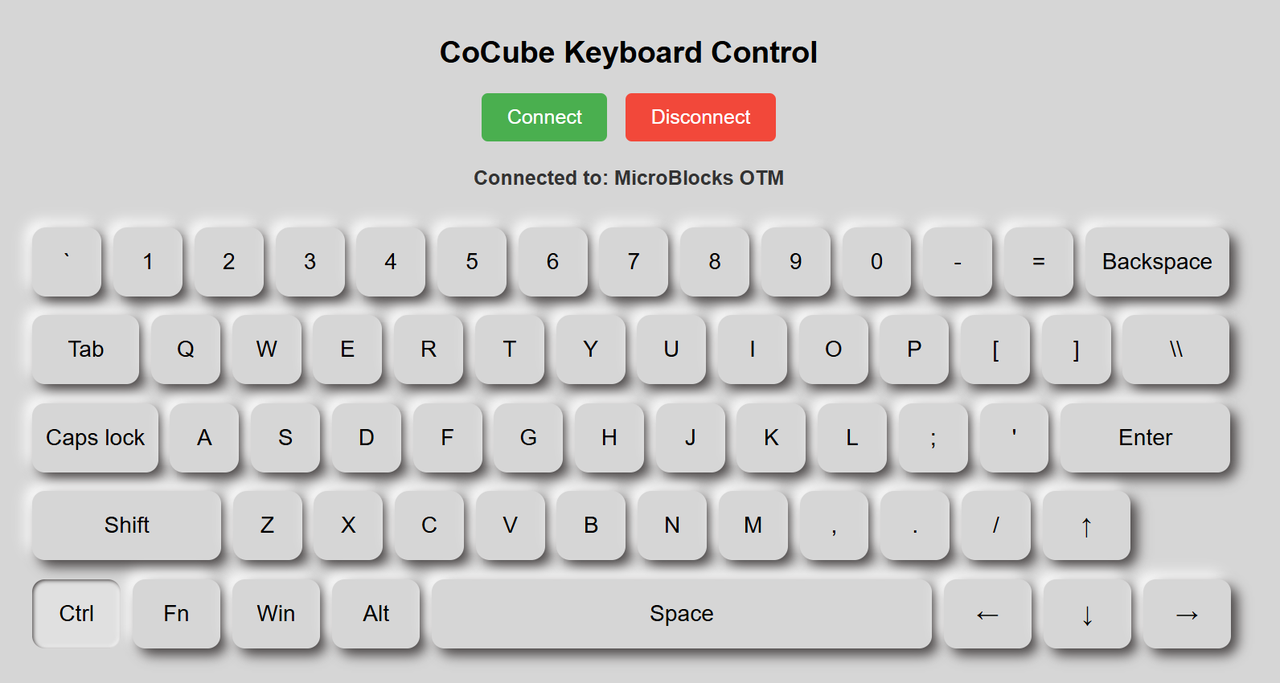 CoCube Keyboard Control
Connect Disconnect
Connected to: MicroBlocks OTM
` 1 2 3 4 5 6 7 8 9 0 - = Backspace
Tab Q W E R T Y U I O P [ ] \\
Caps lock A S D F G H J K L ; ' Enter
Shift Z X C V B N M , . / ↑
Ctrl Fn Win Alt Space ← ↓ →